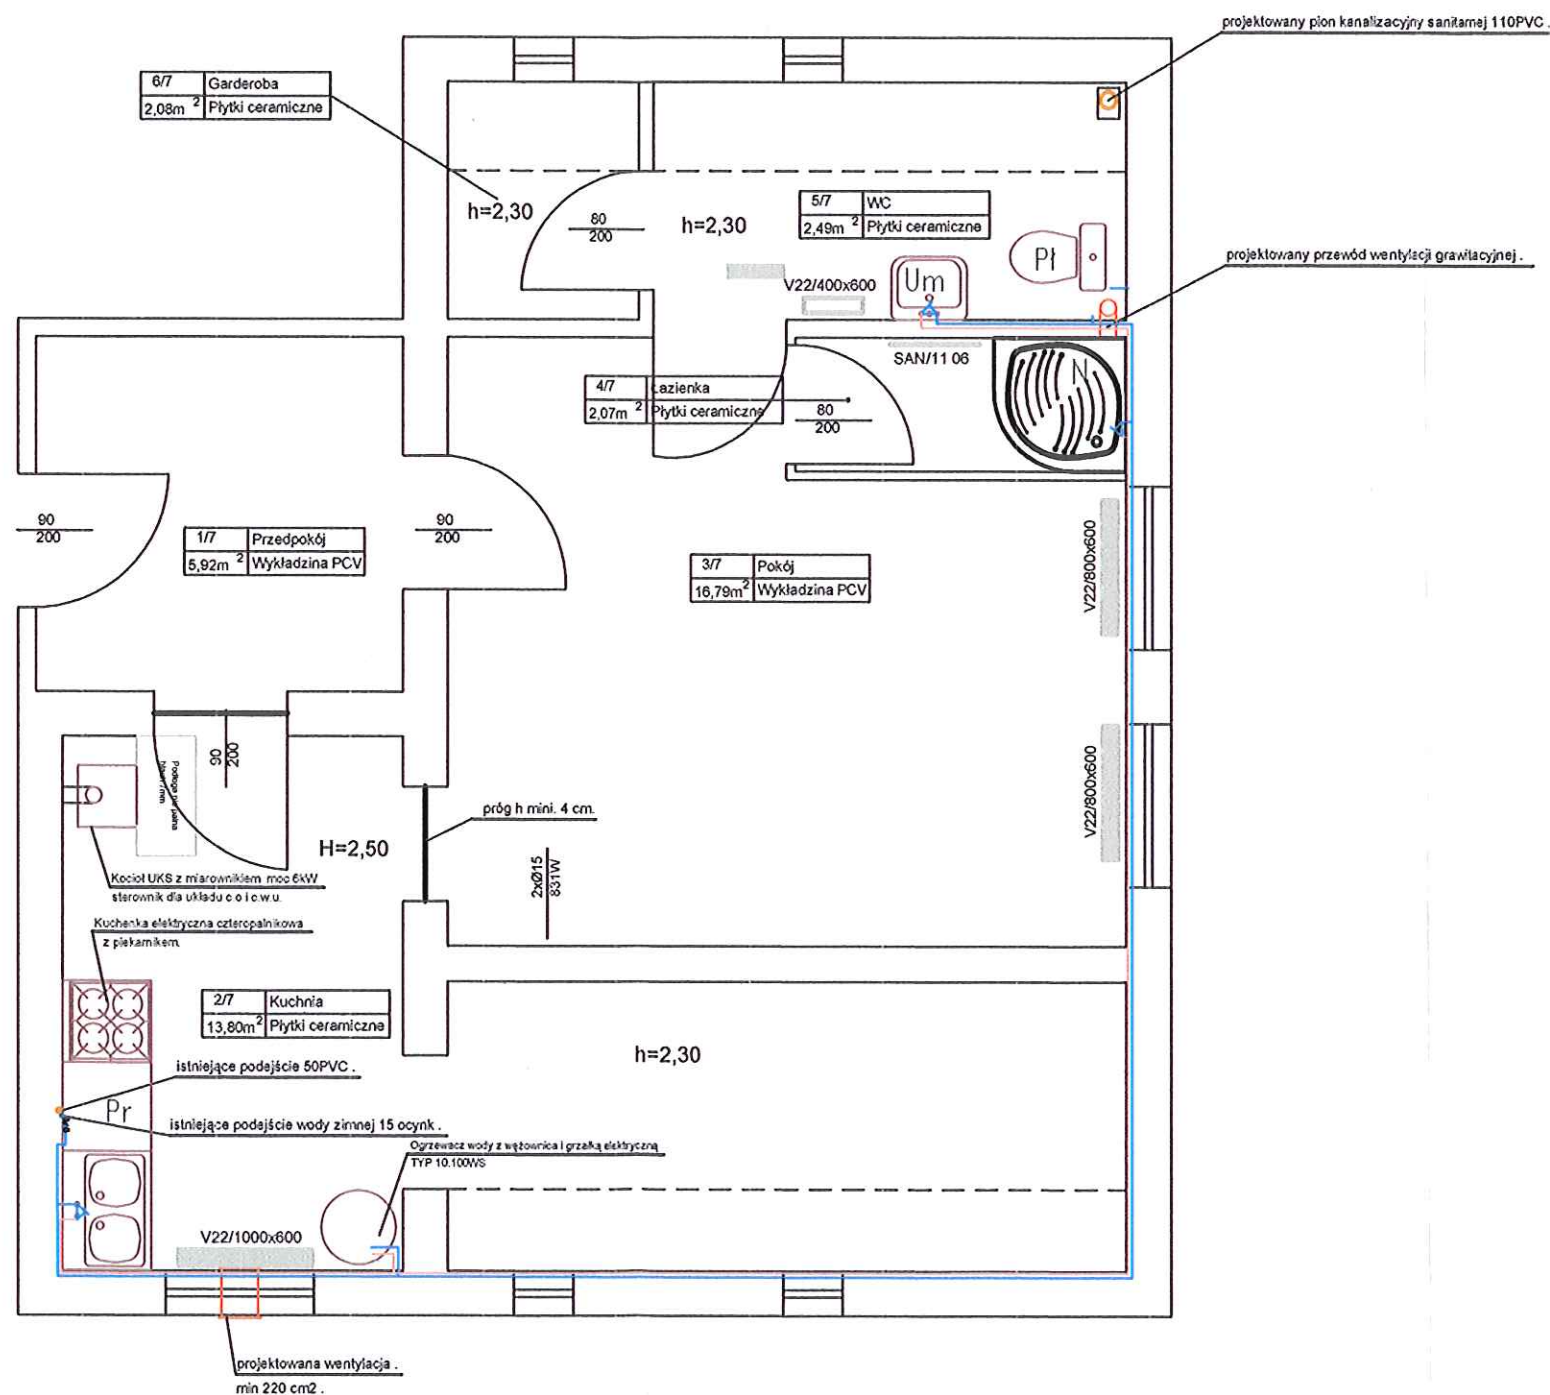 projektowany pion kanalizacyjny sanitarnej 110PVC .
6/7 Garderoba
2,08m 2 Płytki ceramiczne
h=2,30
80
200
h=2,30
5/7 WC
2,49m 2 Płytki ceramiczne
Pł
projektowany przewód wentylacji grawitacyjnej .
V22/400x600
Um
SAN/11 06
N
4/7 Łazienka
2,07m 2 Płytki ceramiczne
80
200
90
200
1/7 Przedpokój
5,92m 2 Wykładzina PCV
90
200
3/7 Pokój
16,79m2 Wykładzina PCV
V22/800x600
90
200
Podłoga
V22/800x600
próg h mini. 4 cm.
H=2,50
2xØ15
831W
Kocioł UKS z miarownikiem moc 6kW
sterownik dla układu c o i c.w.u.
Kuchenka elektryczna czteropalnikowa
z piekarnikem.
2/7 Kuchnia
13,80m2 Płytki ceramiczne
h=2,30
istniejące podejście 50PVC .
Pr
istniejące podejście wody zimnej 15 ocynk .
Ogrzewacz wody z wężownica i grzałką elektryczną
TYP 10.100WS
V22/1000x600
projektowana wentylacja .
min 220 cm2 .